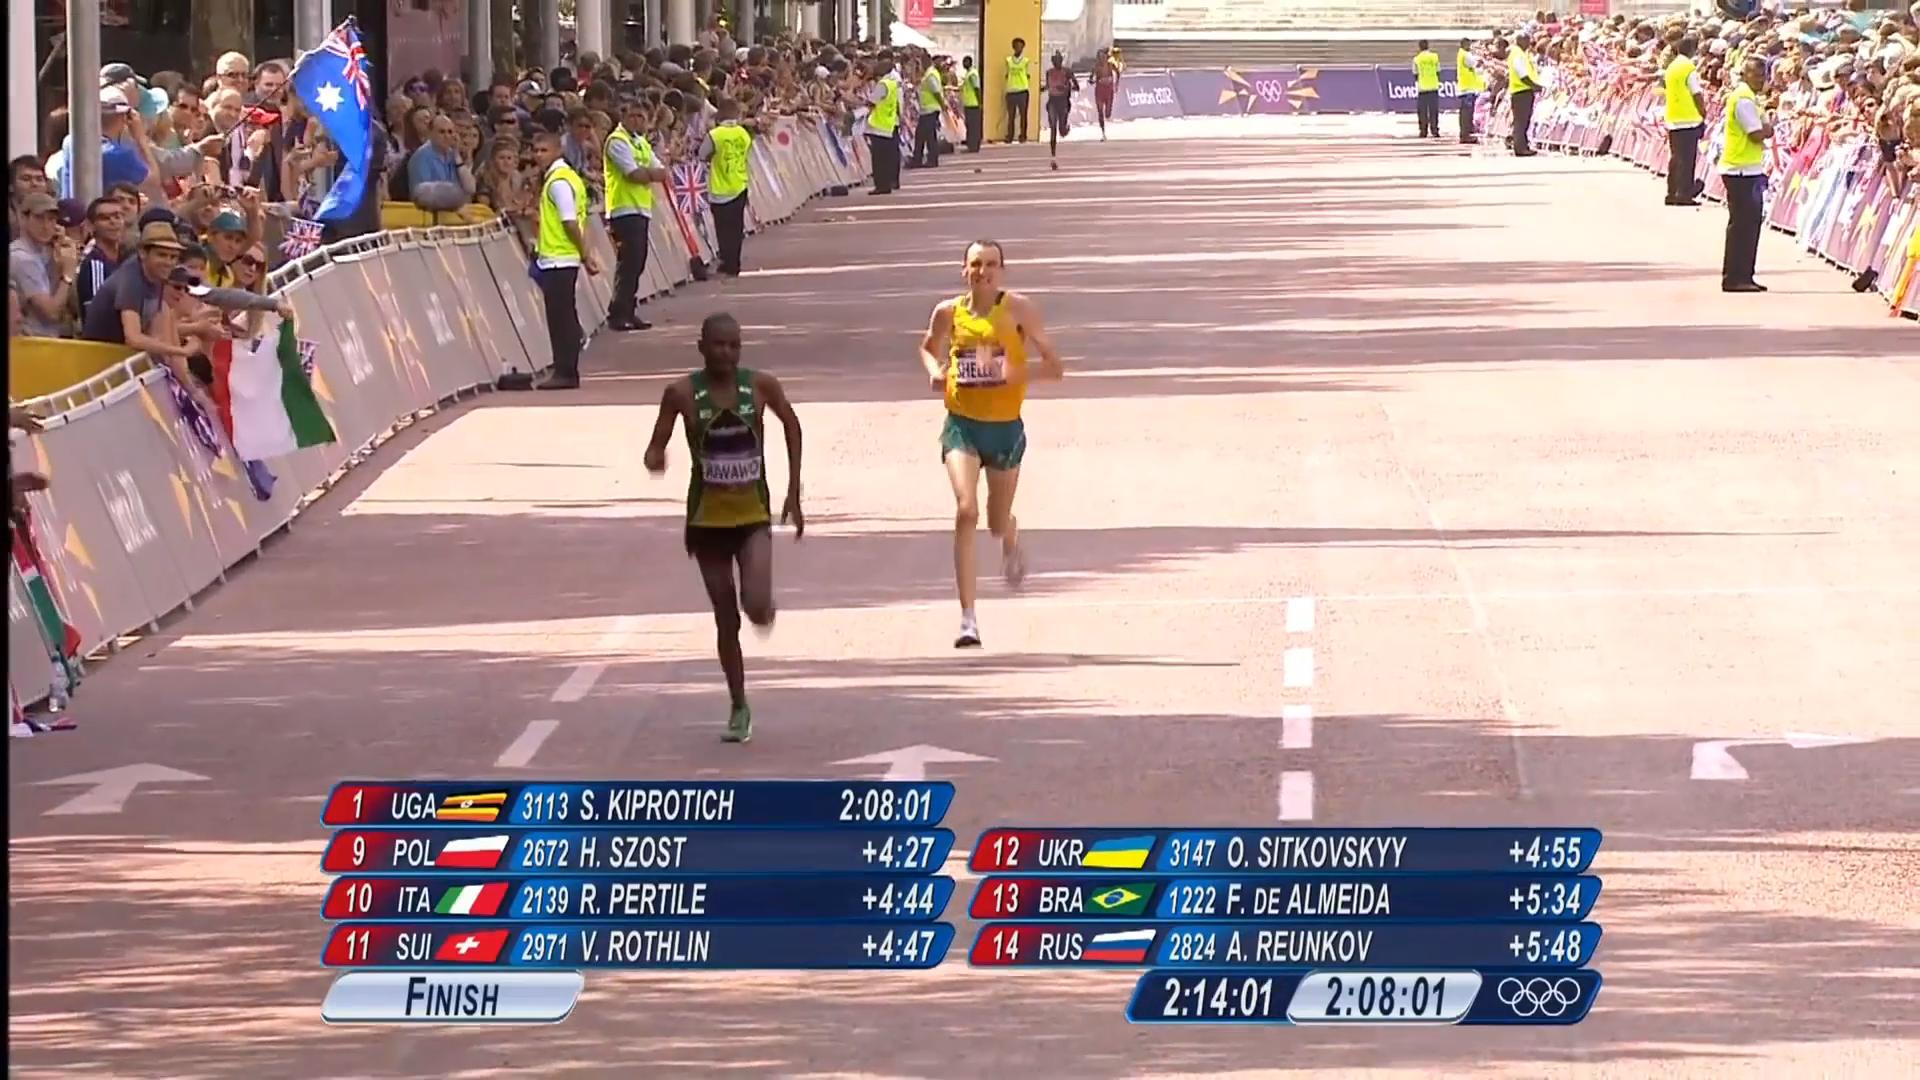 London 2012
London 201
SHELLEY
1 UGA 3113 S. KIPROTICH 2:08:01
9 POL 2672 H. SZOST +4:27
10 ITA 2139 R. PERTILE +4:44
11 SUI 2971 V. ROTHLIN +4:47
12 UKR 3147 O. SITKOVSKYY +4:55
13 BRA 1222 F. DE ALMEIDA +5:34
14 RUS 2824 A. REUNKOV +5:48
FINISH
2:14:01 2:08:01